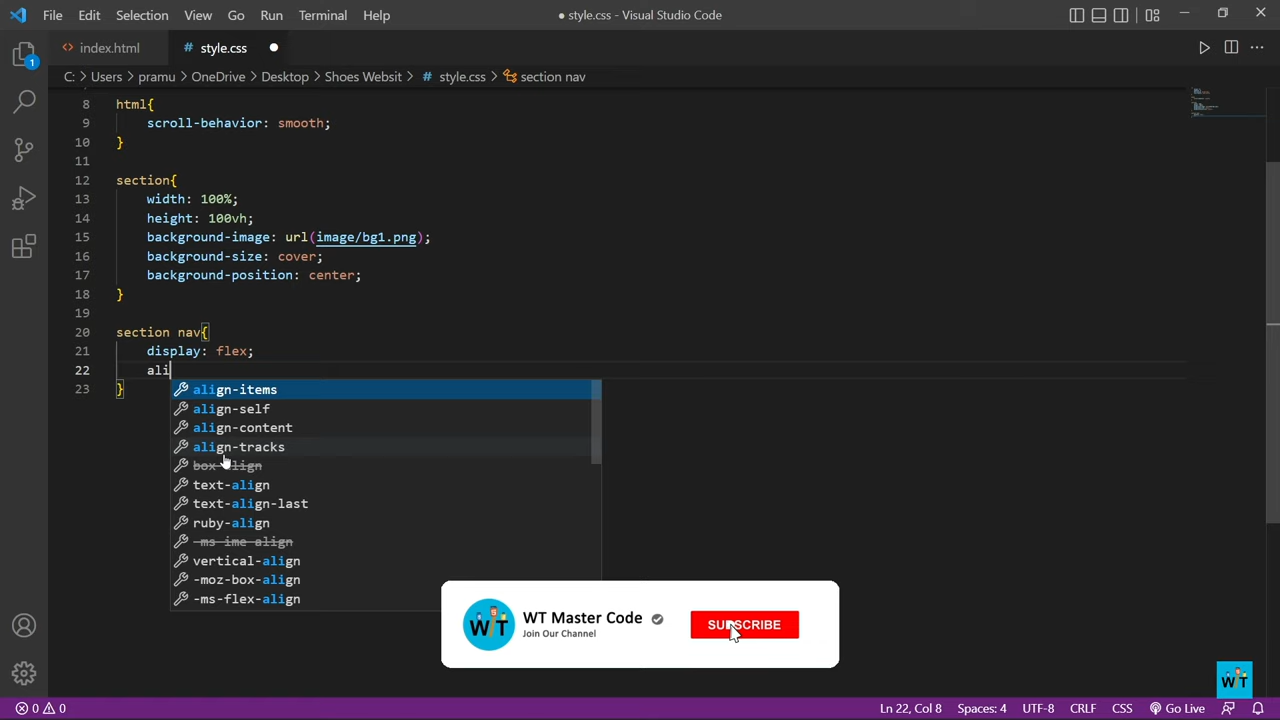 File Edit Selection View Go Run Terminal Help
● style.css - Visual Studio Code
<> index.html
# style.css ●
C: > Users > pramu > OneDrive > Desktop > Shoes Websit > # style.css > section nav
1
8 html{
9 scroll-behavior: smooth;
10 }
11
12 section{
13 width: 100%;
14 height: 100vh;
15 background-image: url(image/bg1.png);
16 background-size: cover;
17 background-position: center;
18 }
19
20 section nav{
21 display: flex;
22 ali
23 }
align-items
align-self
align-content
align-tracks
box-align
text-align
text-align-last
ruby-align
-ms-ime-align
vertical-align
-moz-box-align
-ms-flex-align
WT
WT Master Code
Join Our Channel
SUBSCRIBE
WT
0 0
Ln 22, Col 8 Spaces: 4 UTF-8 CRLF CSS Go Live